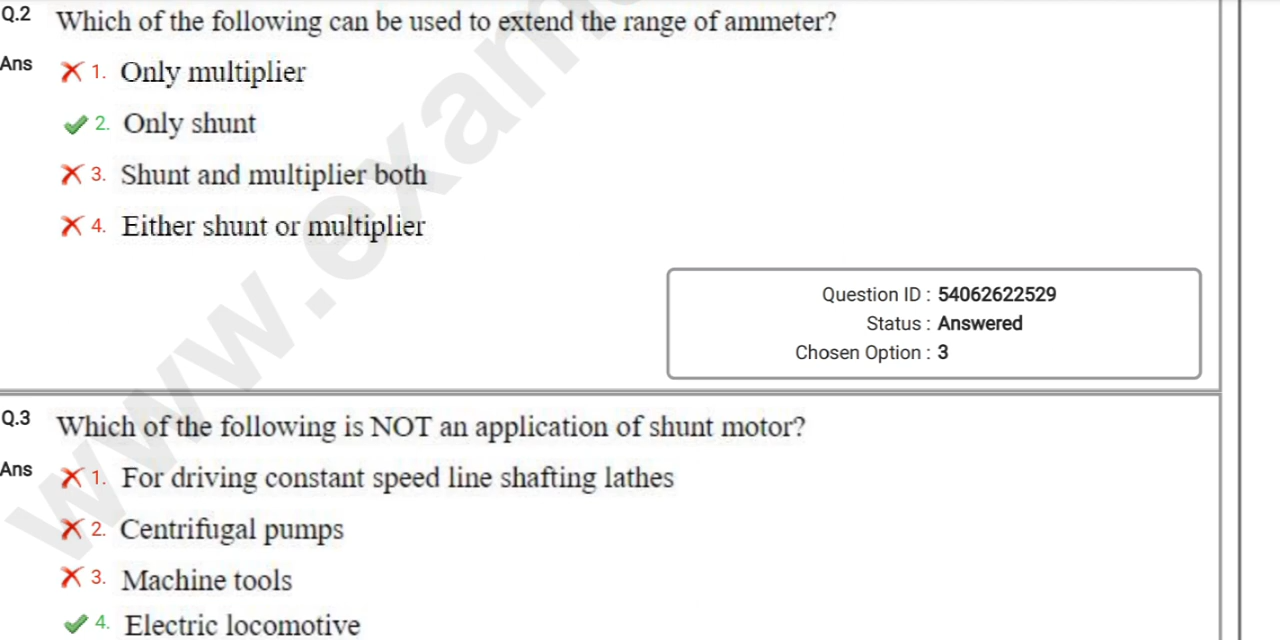 Q.2 Which of the following can be used to extend the range of ammeter?
Ans 1. Only multiplier
2. Only shunt
3. Shunt and multiplier both
4. Either shunt or multiplier
Question ID : 54062622529
Status : Answered
Chosen Option : 3
Q.3 Which of the following is NOT an application of shunt motor?
Ans 1. For driving constant speed line shafting lathes
2. Centrifugal pumps
3. Machine tools
4. Electric locomotive
www.exam